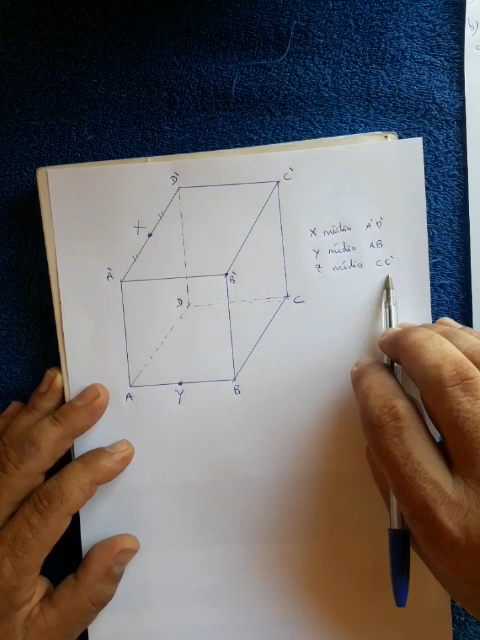 D'
C'
X
A'
B'
D
C
A
Y
B
X médio A'D'
Y médio AB
Z médio CC'
b)